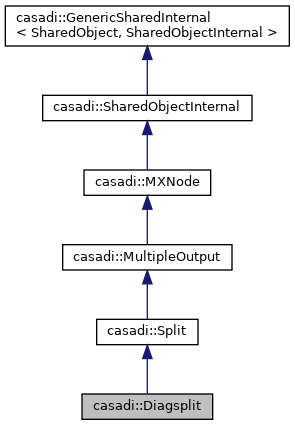 casadi::GenericSharedInternal
< SharedObject, SharedObjectInternal >
casadi::SharedObjectInternal
casadi::MXNode
casadi::MultipleOutput
casadi::Split
casadi::Diagsplit